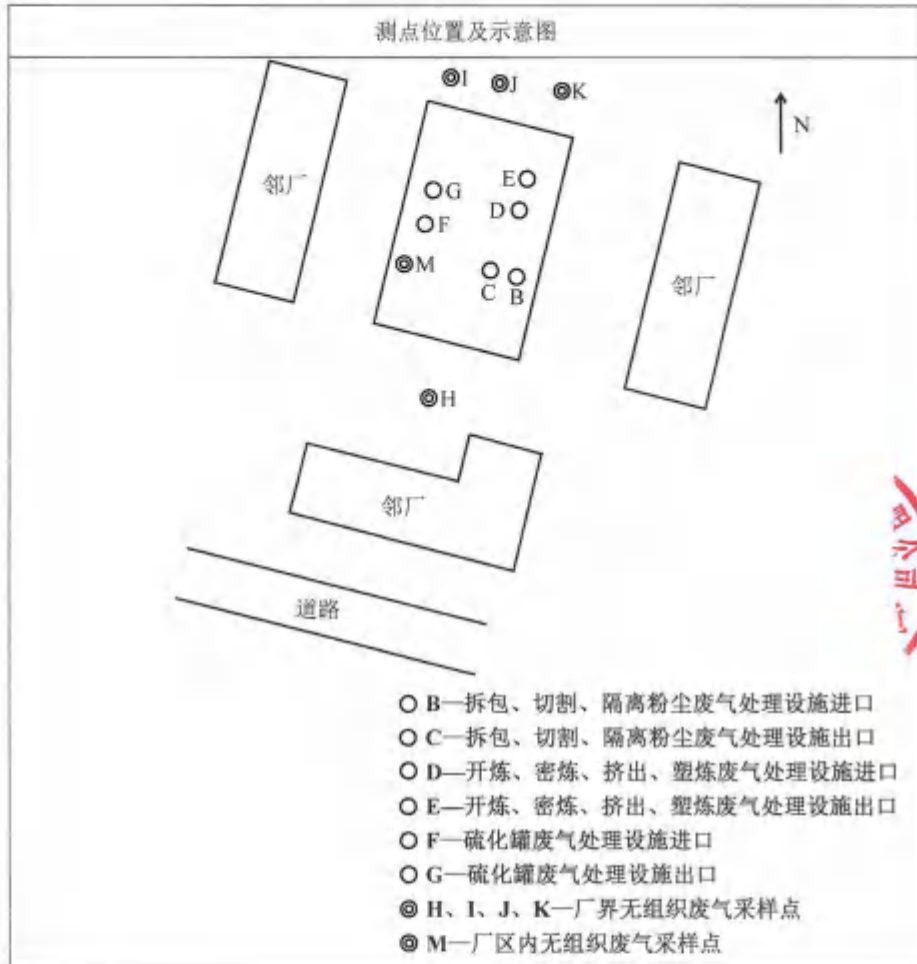 测点位置及示意图
I
J
K
N
邻厂
G
E
D
F
M
C
B
邻厂
H
邻厂
道路
B—拆包、切割、隔离粉尘废气处理设施进口
C—拆包、切割、隔离粉尘废气处理设施出口
D—开炼、密炼、挤出、塑炼废气处理设施进口
E—开炼、密炼、挤出、塑炼废气处理设施出口
F—硫化罐废气处理设施进口
G—硫化罐废气处理设施出口
H、I、J、K—厂界无组织废气采样点
M—厂区内无组织废气采样点